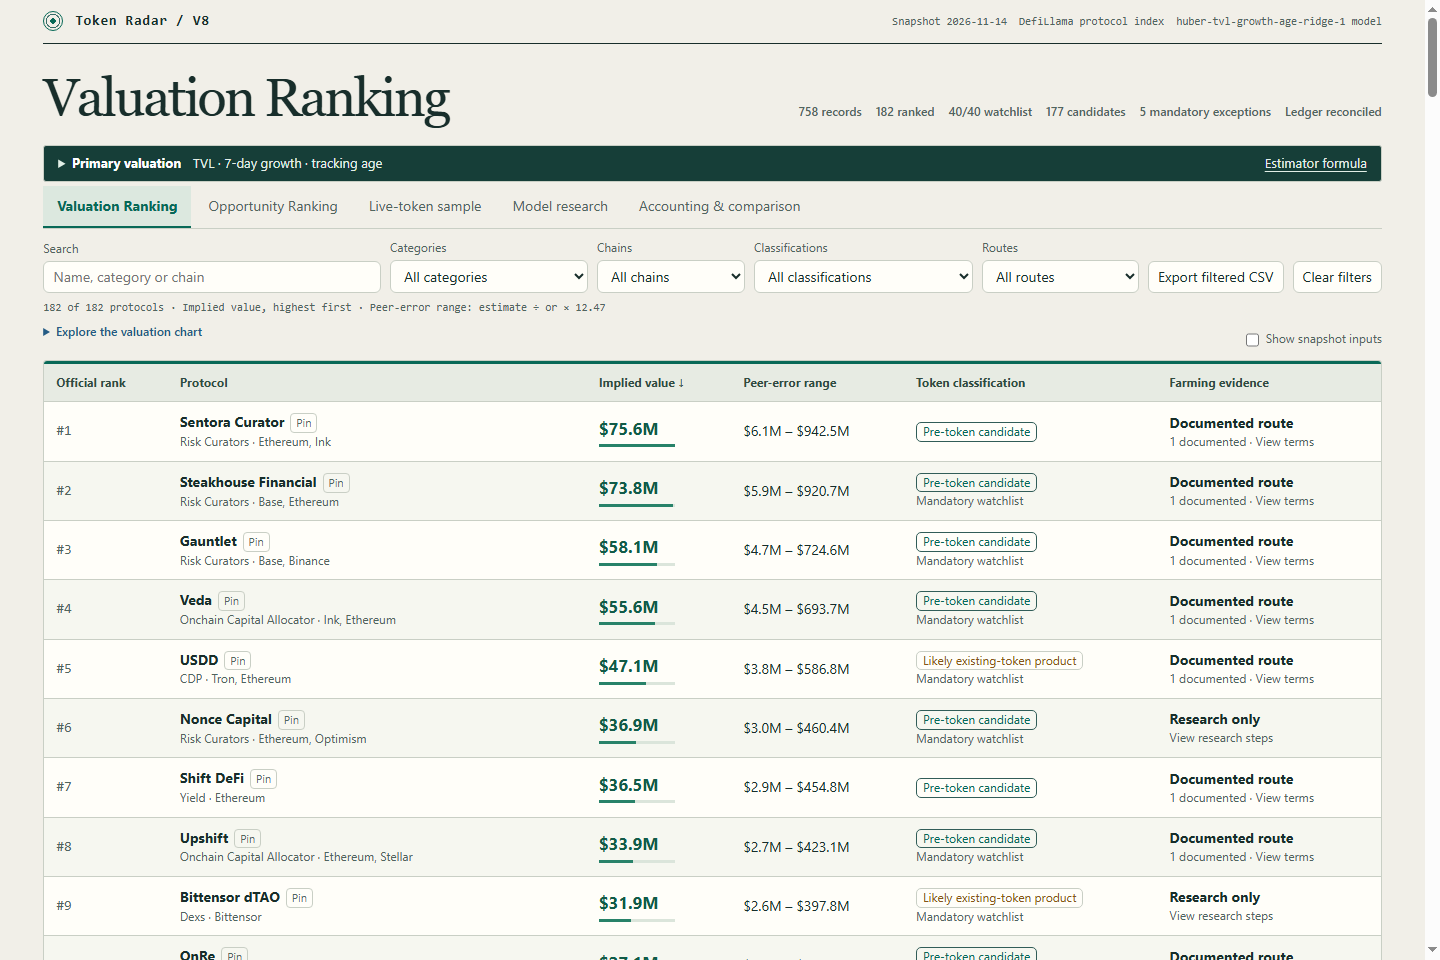 Token Radar / V8
Snapshot 2026-11-14 DefiLlama protocol index huber-tvl-growth-age-ridge-1 model
Valuation Ranking
758 records 182 ranked 40/40 watchlist 177 candidates 5 mandatory exceptions Ledger reconciled
▶ Primary valuation TVL · 7-day growth · tracking age Estimator formula
Valuation Ranking Opportunity Ranking Live-token sample Model research Accounting & comparison
Search Categories Chains Classifications Routes
Name, category or chain All categories All chains All classifications All routes Export filtered CSV Clear filters
182 of 182 protocols · Implied value, highest first · Peer-error range: estimate ÷ or × 12.47
▶ Explore the valuation chart
Show snapshot inputs
Official rank Protocol Implied value ↓ Peer-error range Token classification Farming evidence
#1 Sentora Curator Pin $75.6M $6.1M – $942.5M Pre-token candidate Documented route
Risk Curators · Ethereum, Ink 1 documented · View terms
#2 Steakhouse Financial Pin $73.8M $5.9M – $920.7M Pre-token candidate Documented route
Risk Curators · Base, Ethereum Mandatory watchlist 1 documented · View terms
#3 Gauntlet Pin $58.1M $4.7M – $724.6M Pre-token candidate Documented route
Risk Curators · Base, Binance Mandatory watchlist 1 documented · View terms
#4 Veda Pin $55.6M $4.5M – $693.7M Pre-token candidate Documented route
Onchain Capital Allocator · Ink, Ethereum Mandatory watchlist 1 documented · View terms
#5 USDD Pin $47.1M $3.8M – $586.8M Likely existing-token product Documented route
CDP · Tron, Ethereum Mandatory watchlist 1 documented · View terms
#6 Nonce Capital Pin $36.9M $3.0M – $460.4M Pre-token candidate Research only
Risk Curators · Ethereum, Optimism Mandatory watchlist View research steps
#7 Shift DeFi Pin $36.5M $2.9M – $454.8M Pre-token candidate Documented route
Yield · Ethereum 1 documented · View terms
#8 Upshift Pin $33.9M $2.7M – $423.1M Pre-token candidate Documented route
Onchain Capital Allocator · Ethereum, Stellar Mandatory watchlist 1 documented · View terms
#9 Bittensor dTAO Pin $31.9M $2.6M – $397.8M Likely existing-token product Research only
Dexs · Bittensor Mandatory watchlist View research steps
OnRe Pin Pre-token candidate Documented route